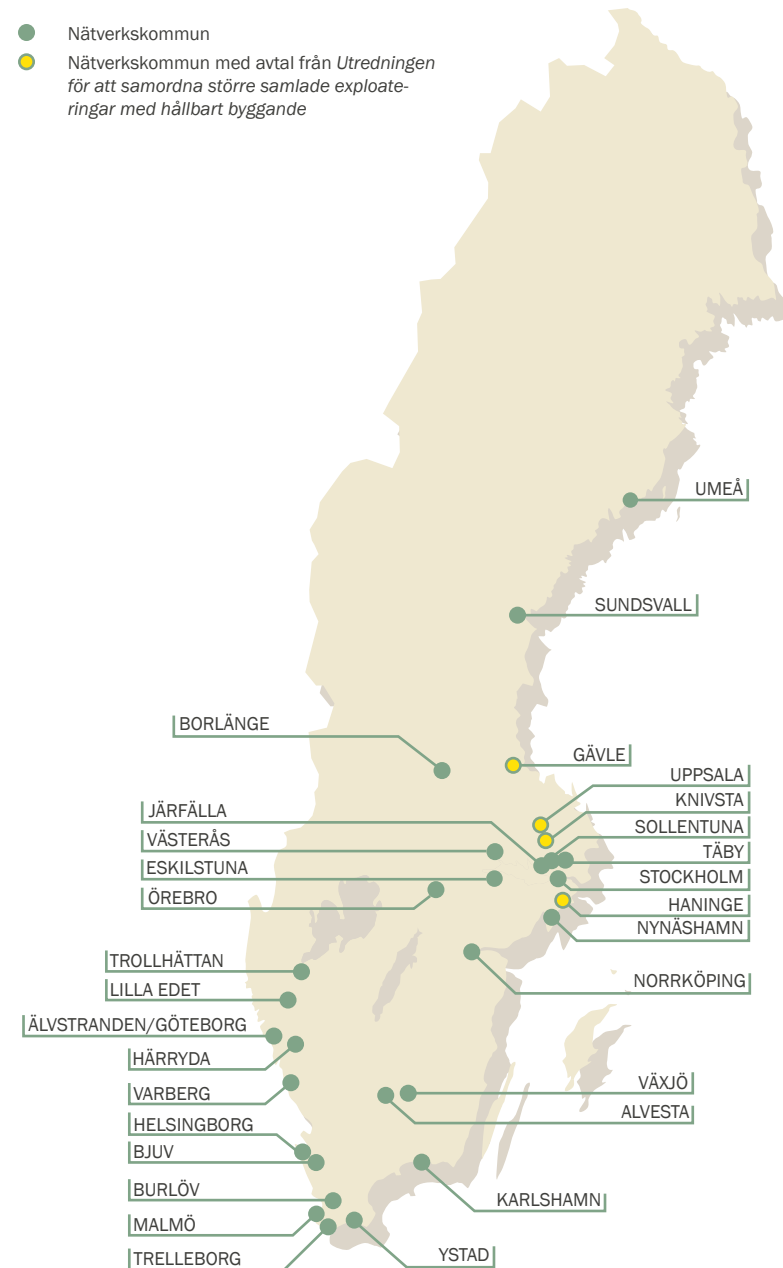 Nätverkskommun
Nätverkskommun med avtal från Utredningen
för att samordna större samlade exploate-
ringar med hållbart byggande
UMEÅ
SUNDSVALL
BORLÄNGE
GÄVLE
UPPSALA
KNIVSTA
JÄRFÄLLA
SOLLENTUNA
VÄSTERÅS
TÄBY
ESKILSTUNA
STOCKHOLM
ÖREBRO
HANINGE
NYNÄSHAMN
TROLLHÄTTAN
NORRKÖPING
LILLA EDET
ÄLVSTRANDEN/GÖTEBORG
HÄRRYDA
VÄXJÖ
VARBERG
ALVESTA
HELSINGBORG
BJUV
BURLÖV
KARLSHAMN
MALMÖ
TRELLEBORG
YSTAD